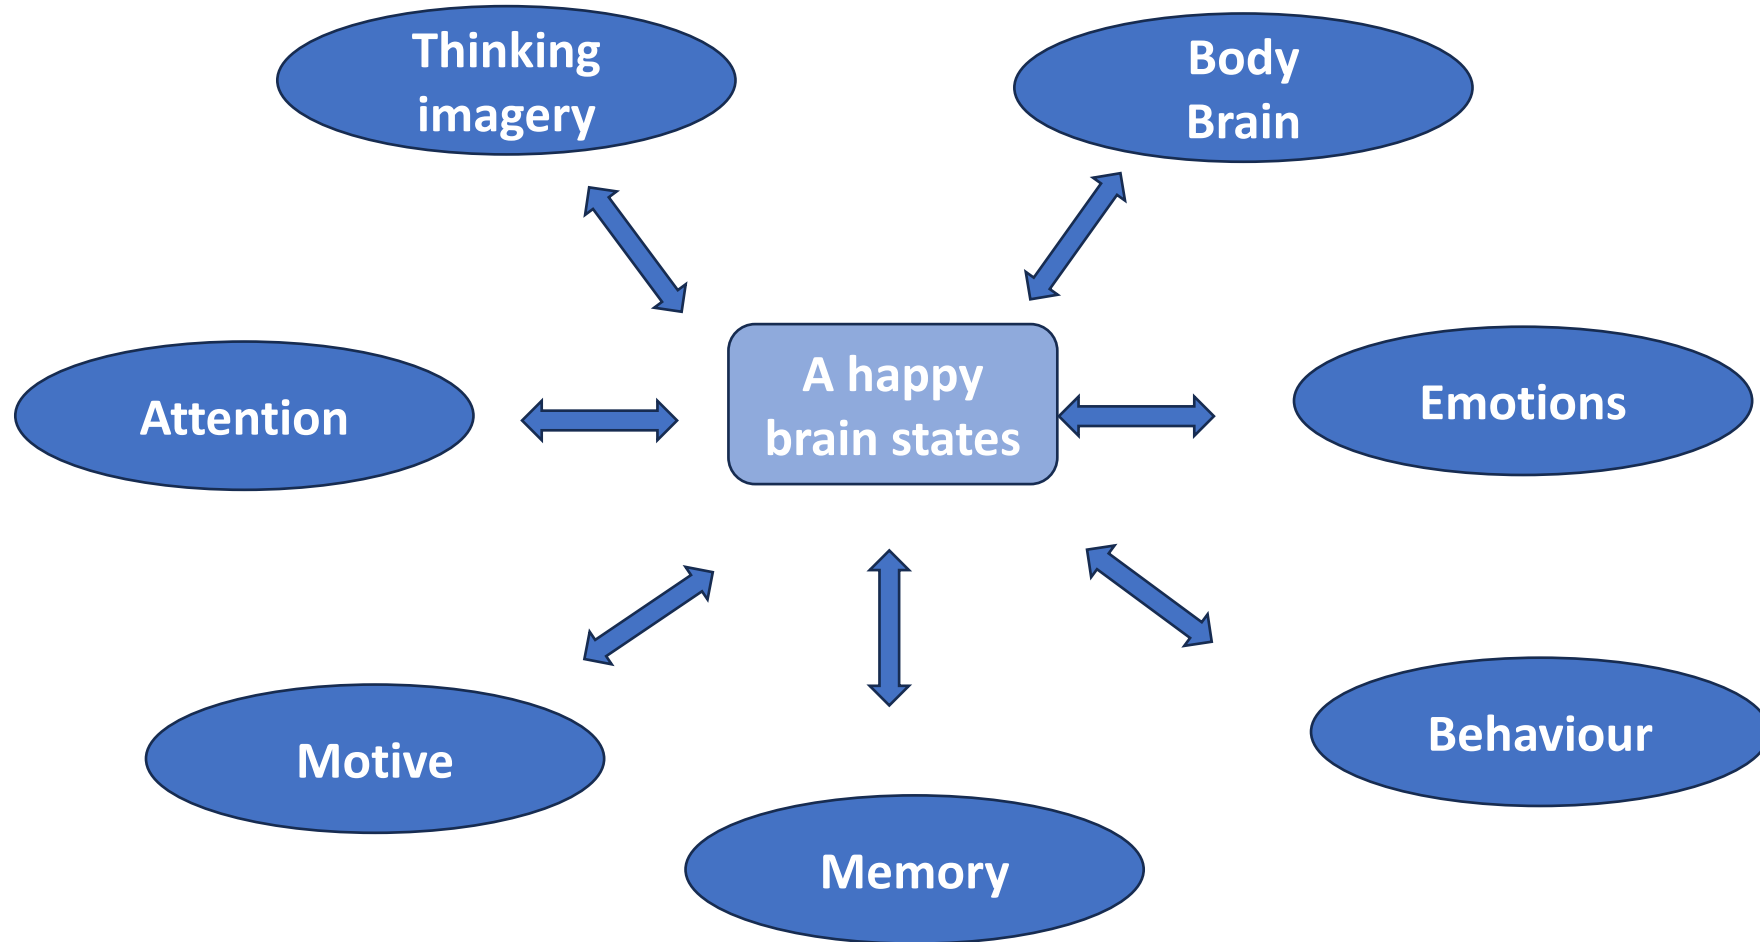 Thinking
imagery
Body
Brain
A happy
brain states
Attention
Emotions
Motive
Behaviour
Memory